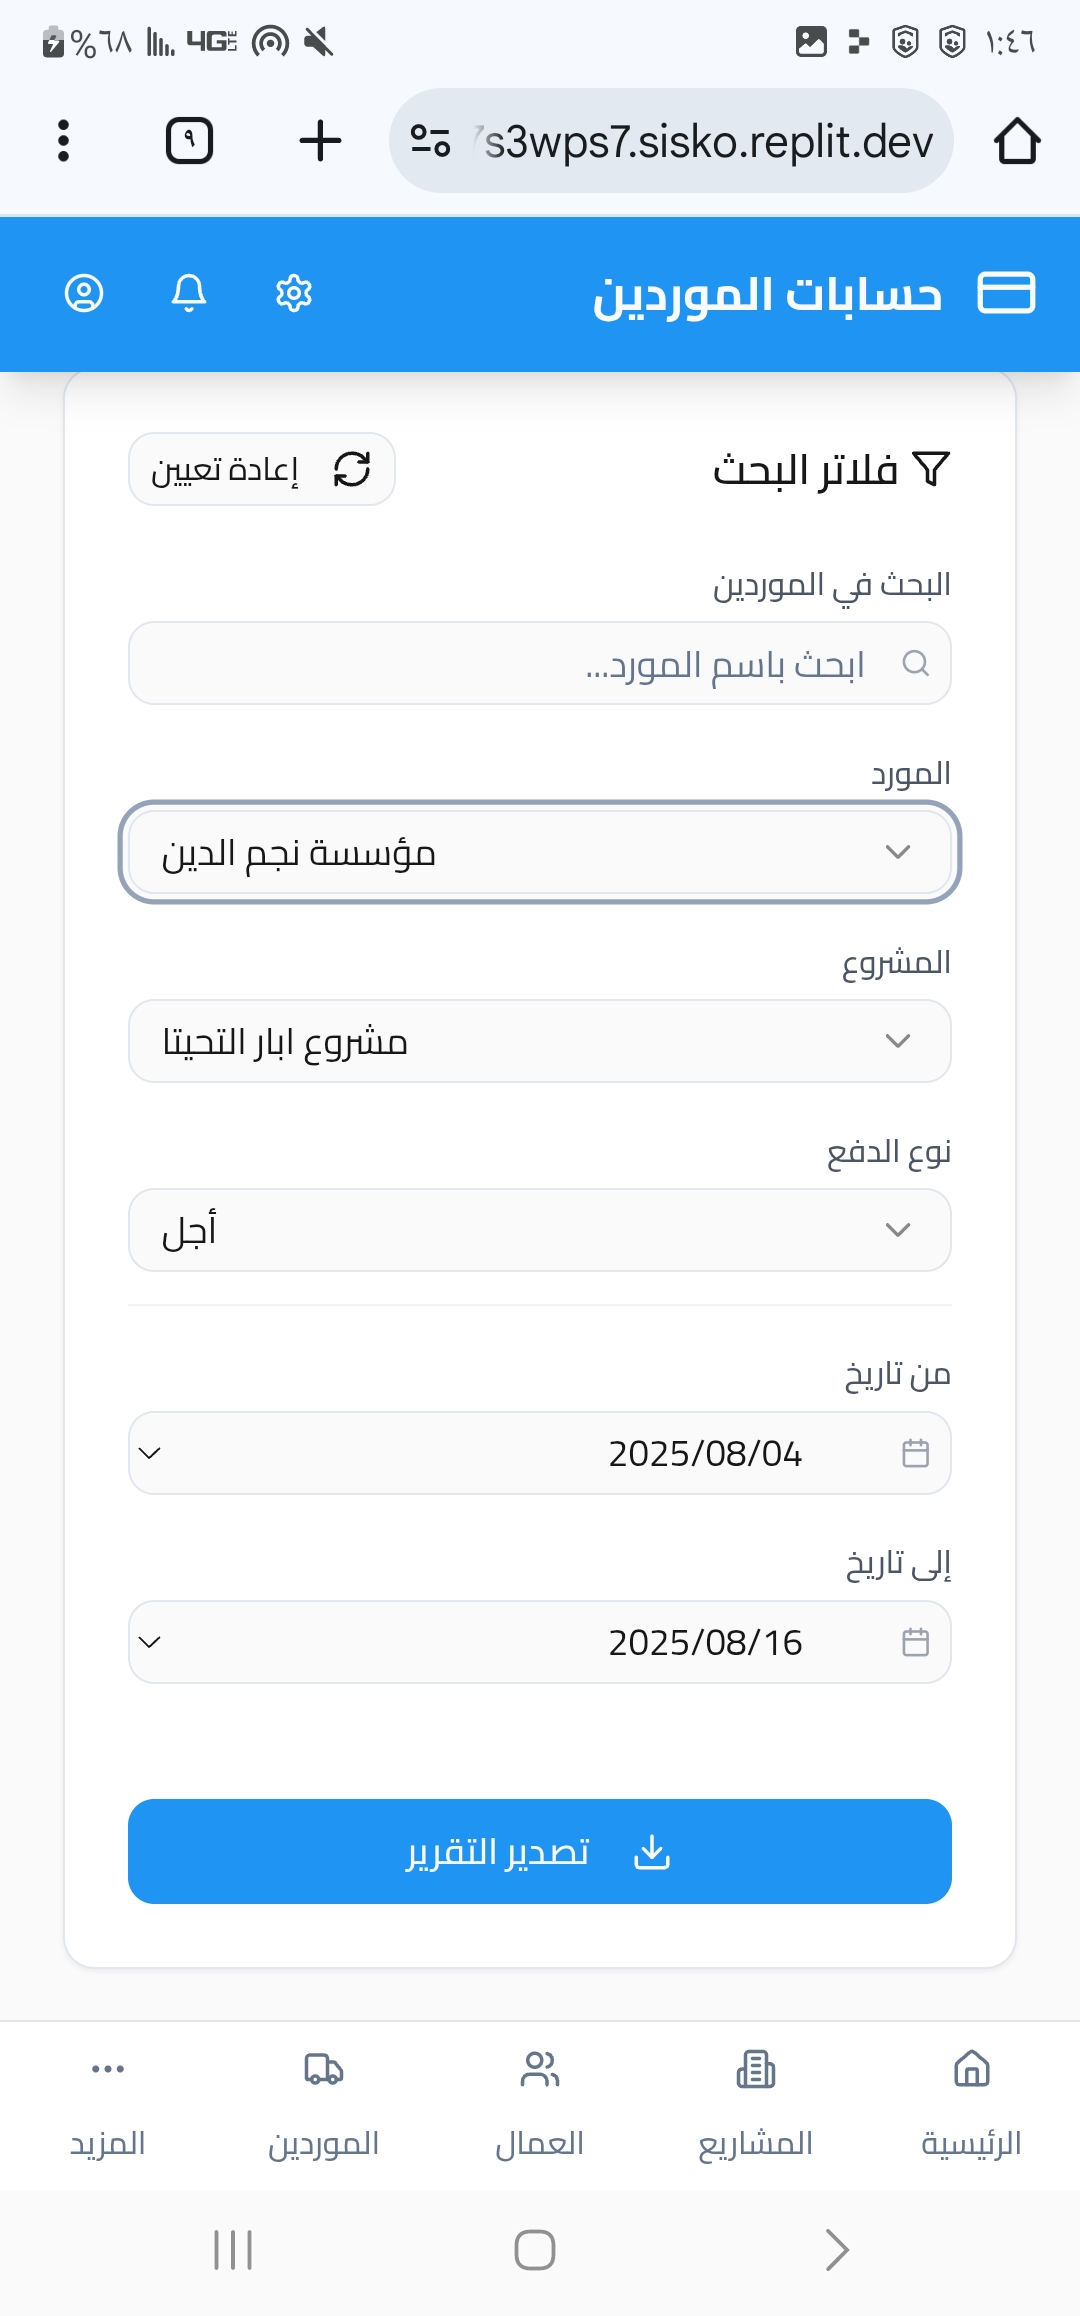 ١:٤٦
4G LTE
%٦٨
s3wps7.sisko.replit.dev
٩
حسابات الموردين
فلاتر البحث
إعادة تعيين
البحث في الموردين
ابحث باسم المورد...
المورد
مؤسسة نجم الدين
المشروع
مشروع ابار التحيتا
نوع الدفع
أجل
من تاريخ
2025/08/04
إلى تاريخ
2025/08/16
تصدير التقرير
الرئيسية
المشاريع
العمال
الموردين
المزيد